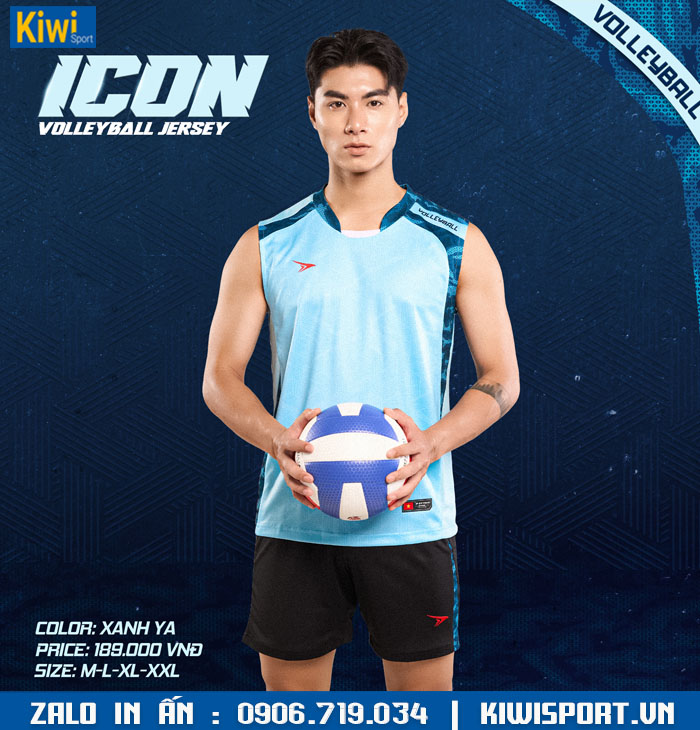 Kiwi
Sport
ICON
VOLLEYBALL JERSEY
VOLLEYBALL
VOLLEYBALL
COLOR: XANH YA
PRICE: 189.000 VNĐ
SIZE: M-L-XL-XXL
ZALO IN ẤN : 0906.719.034 | KIWISPORT.VN